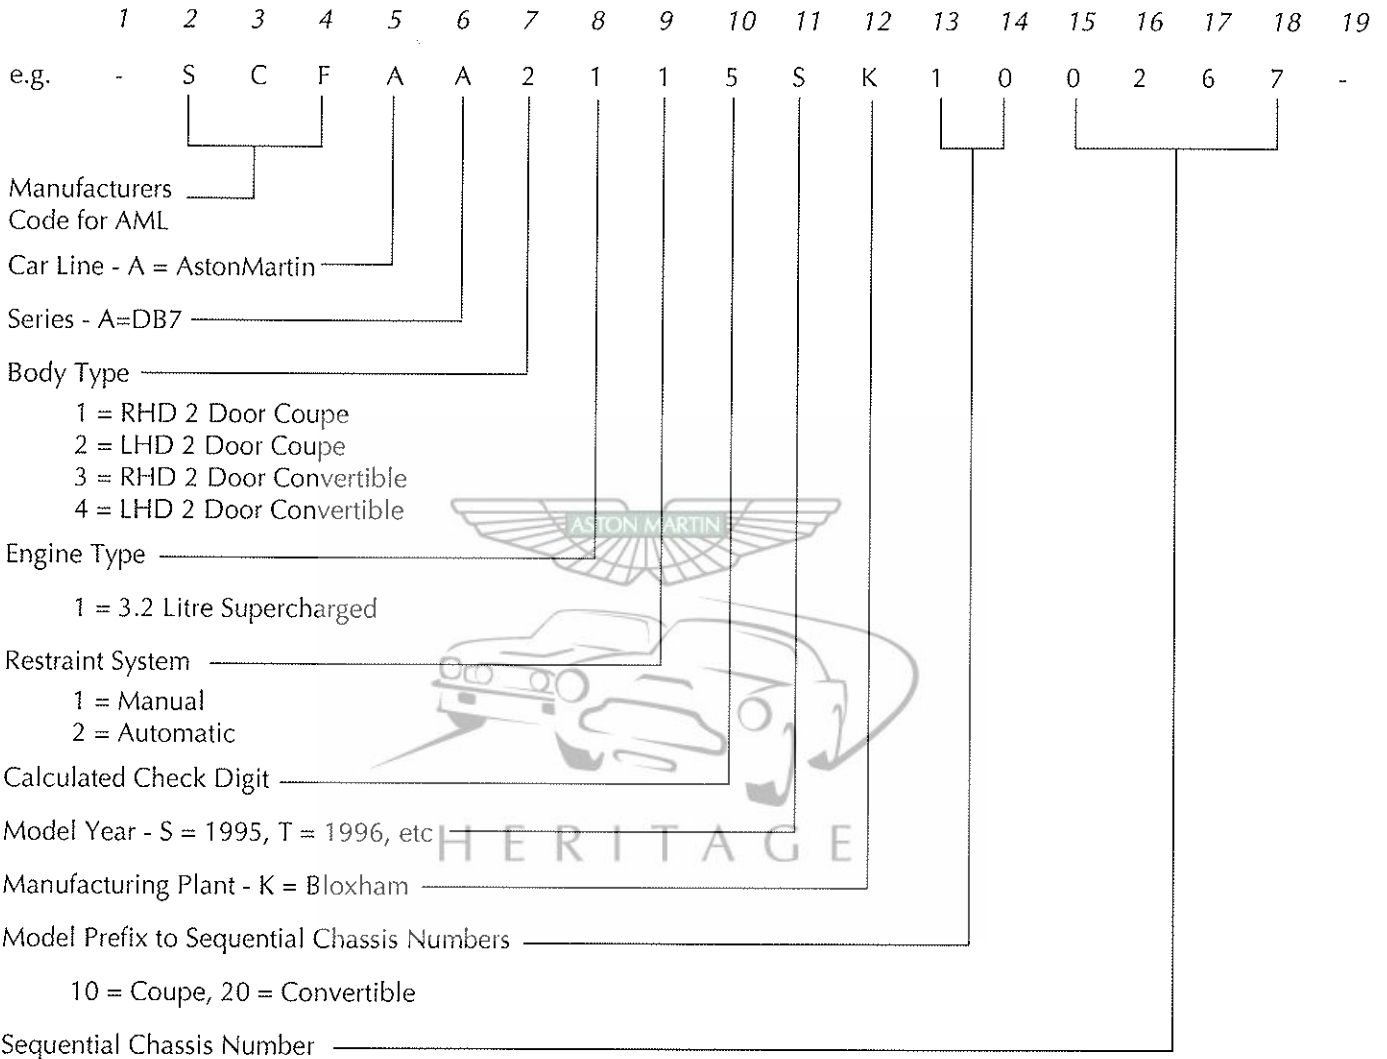 1 2 3 4 5 6 7 8 9 10 11 12 13 14 15 16 17 18 19
e.g. - S C F A A 2 1 1 5 S K 1 0 0 2 6 7 -
Manufacturers
Code for AML
Car Line - A = AstonMartin
Series - A=DB7
Body Type
1 = RHD 2 Door Coupe
2 = LHD 2 Door Coupe
3 = RHD 2 Door Convertible
4 = LHD 2 Door Convertible
ASTON MARTIN
Engine Type
1 = 3.2 Litre Supercharged
Restraint System
1 = Manual
2 = Automatic
Calculated Check Digit
Model Year - S = 1995, T = 1996, etc
HERITAGE
Manufacturing Plant - K = Bloxham
Model Prefix to Sequential Chassis Numbers
10 = Coupe, 20 = Convertible
Sequential Chassis Number